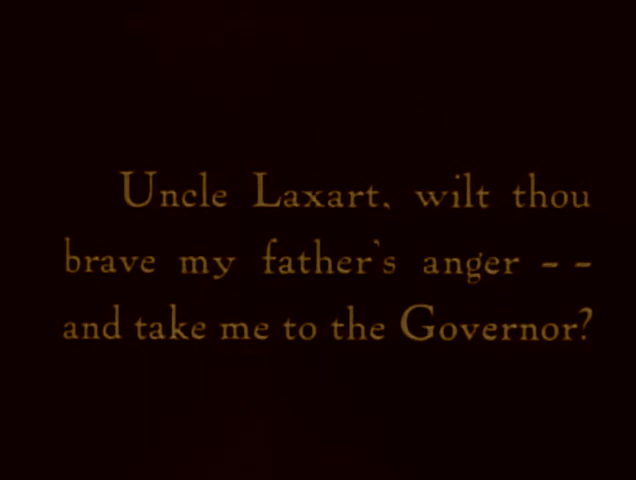 Uncle Laxart, wilt thou
brave my father's anger - -
and take me to the Governor?